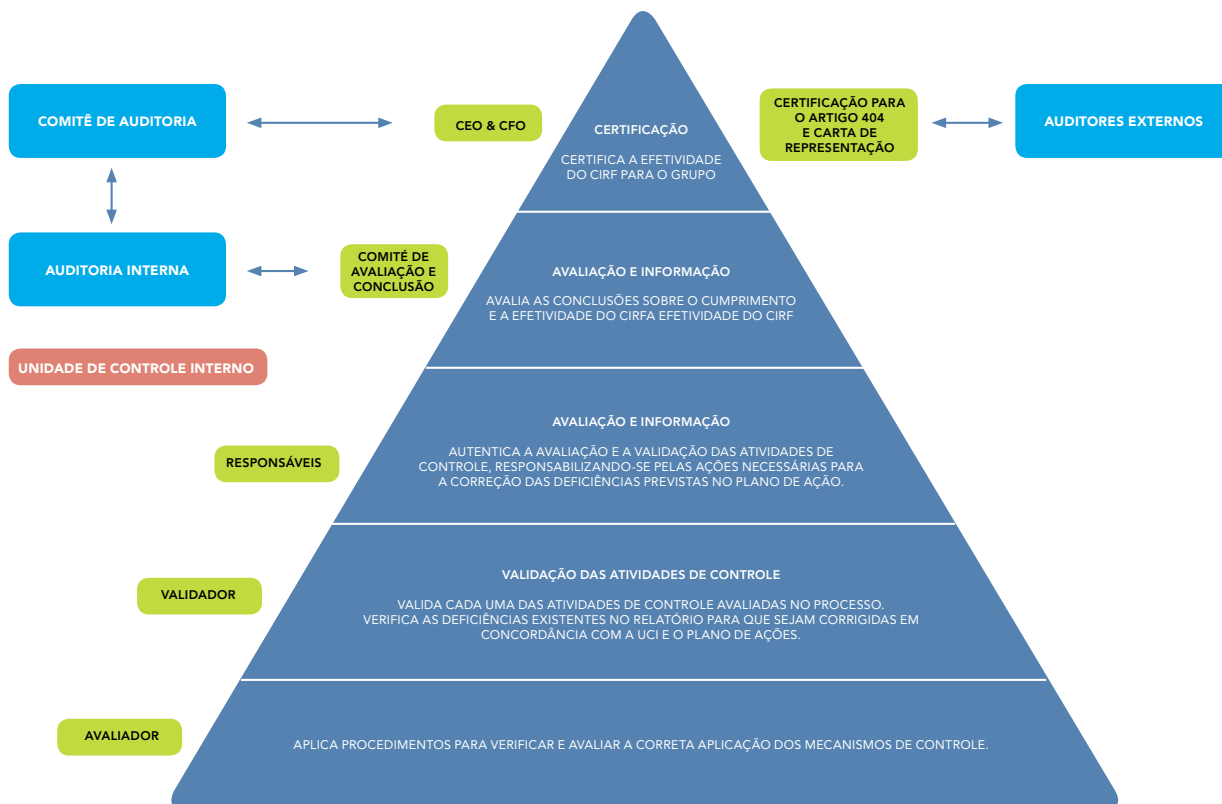 COMITÊ DE AUDITORIA
CEO & CFO
CERTIFICAÇÃO
CERTIFICA A EFETIVIDADE
DO CIRF PARA O GRUPO
CERTIFICAÇÃO PARA
O ARTIGO 404
E CARTA DE
REPRESENTAÇÃO
AUDITORES EXTERNOS
AUDITORIA INTERNA
COMITÉ DE
AVALIAÇÃO E
CONCLUSÃO
AVALIAÇÃO E INFORMAÇÃO
AVALIA AS CONCLUSÕES SOBRE O CUMPRIMENTO
E A EFETIVIDADE DO CIRFA EFETIVIDADE DO CIRF
UNIDADE DE CONTROLE INTERNO
RESPONSÁVEIS
AVALIAÇÃO E INFORMAÇÃO
AUTENTICA A AVALIAÇÃO E A VALIDAÇÃO DAS ATIVIDADES DE
CONTROLE, RESPONSABILIZANDO-SE PELAS AÇÕES NECESSÁRIAS PARA
A CORREÇÃO DAS DEFICIÊNCIAS PREVISTAS NO PLANO DE AÇÃO.
VALIDADOR
VALIDAÇÃO DAS ATIVIDADES DE CONTROLE
VALIDA CADA UMA DAS ATIVIDADES DE CONTROLE AVALIADAS NO PROCESSO.
VERIFICA AS DEFICIÊNCIAS EXISTENTES NO RELATÓRIO PARA QUE SEJAM CORRIGIDAS EM
CONCORDÂNCIA COM A UCI E O PLANO DE AÇÕES.
AVALIADOR
APLICA PROCEDIMENTOS PARA VERIFICAR E AVALIAR A CORRETA APLICAÇÃO DOS MECANISMOS DE CONTROLE.